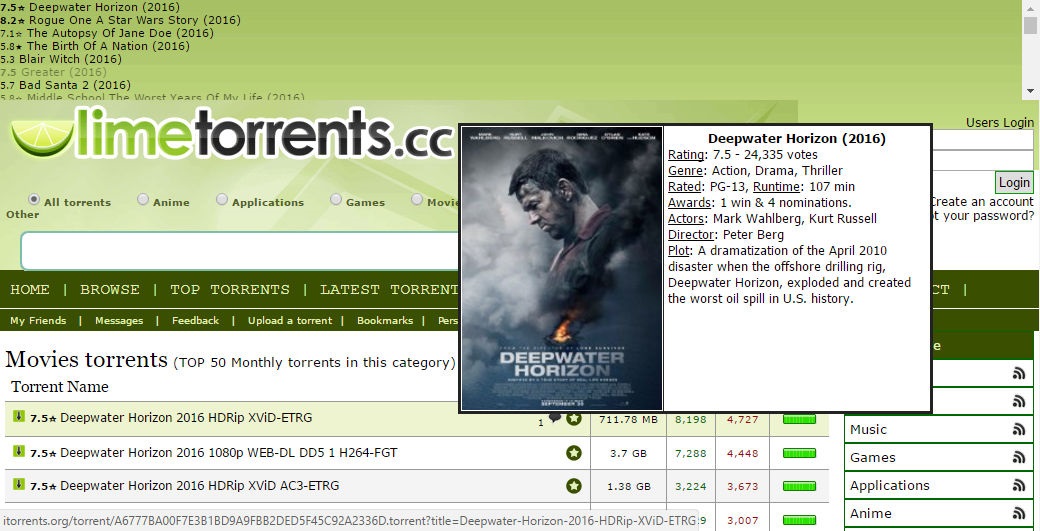 7.5★ Deepwater Horizon (2016)
8.2★ Rogue One A Star Wars Story (2016)
7.1☆ The Autopsy Of Jane Doe (2016)
5.8★ The Birth Of A Nation (2016)
5.3 Blair Witch (2016)
7.5 Greater (2016)
5.7 Bad Santa 2 (2016)
5.8☆ Middle School The Worst Years Of My Life (2016)
limetorrents.cc
Users Login
Login
Create an account
ot your password?
All torrents Anime Applications Games Movie
Other
HOME | BROWSE | TOP TORRENTS | LATEST TORRENT
CT |
My Friends | Messages | Feedback | Upload a torrent | Bookmarks | Pers
Deepwater Horizon (2016)
Rating: 7.5 - 24,335 votes
Genre: Action, Drama, Thriller
Rated: PG-13, Runtime: 107 min
Awards: 1 win & 4 nominations.
Actors: Mark Wahlberg, Kurt Russell
Director: Peter Berg
Plot: A dramatization of the April 2010
disaster when the offshore drilling rig,
Deepwater Horizon, exploded and created
the worst oil spill in U.S. history.
DEEPWATER
HORIZON
SEPTEMBER 30
Movies torrents (TOP 50 Monthly torrents in this category)
Torrent Name
7.5★ Deepwater Horizon 2016 HDRip XViD-ETRG 1 711.78 MB 8,198 4,727
7.5★ Deepwater Horizon 2016 1080p WEB-DL DD5 1 H264-FGT 3.7 GB 7,288 4,448
7.5★ Deepwater Horizon 2016 HDRip XViD AC3-ETRG 1.38 GB 3,224 3,673
itorrents.org/torrent/A6777BA00F7E3B1BD9A9FBB2DED5F45C92A2336D.torrent?title=Deepwater-Horizon-2016-HDRip-XViD-ETRG
9 3,007
e
Music
Games
Applications
Anime